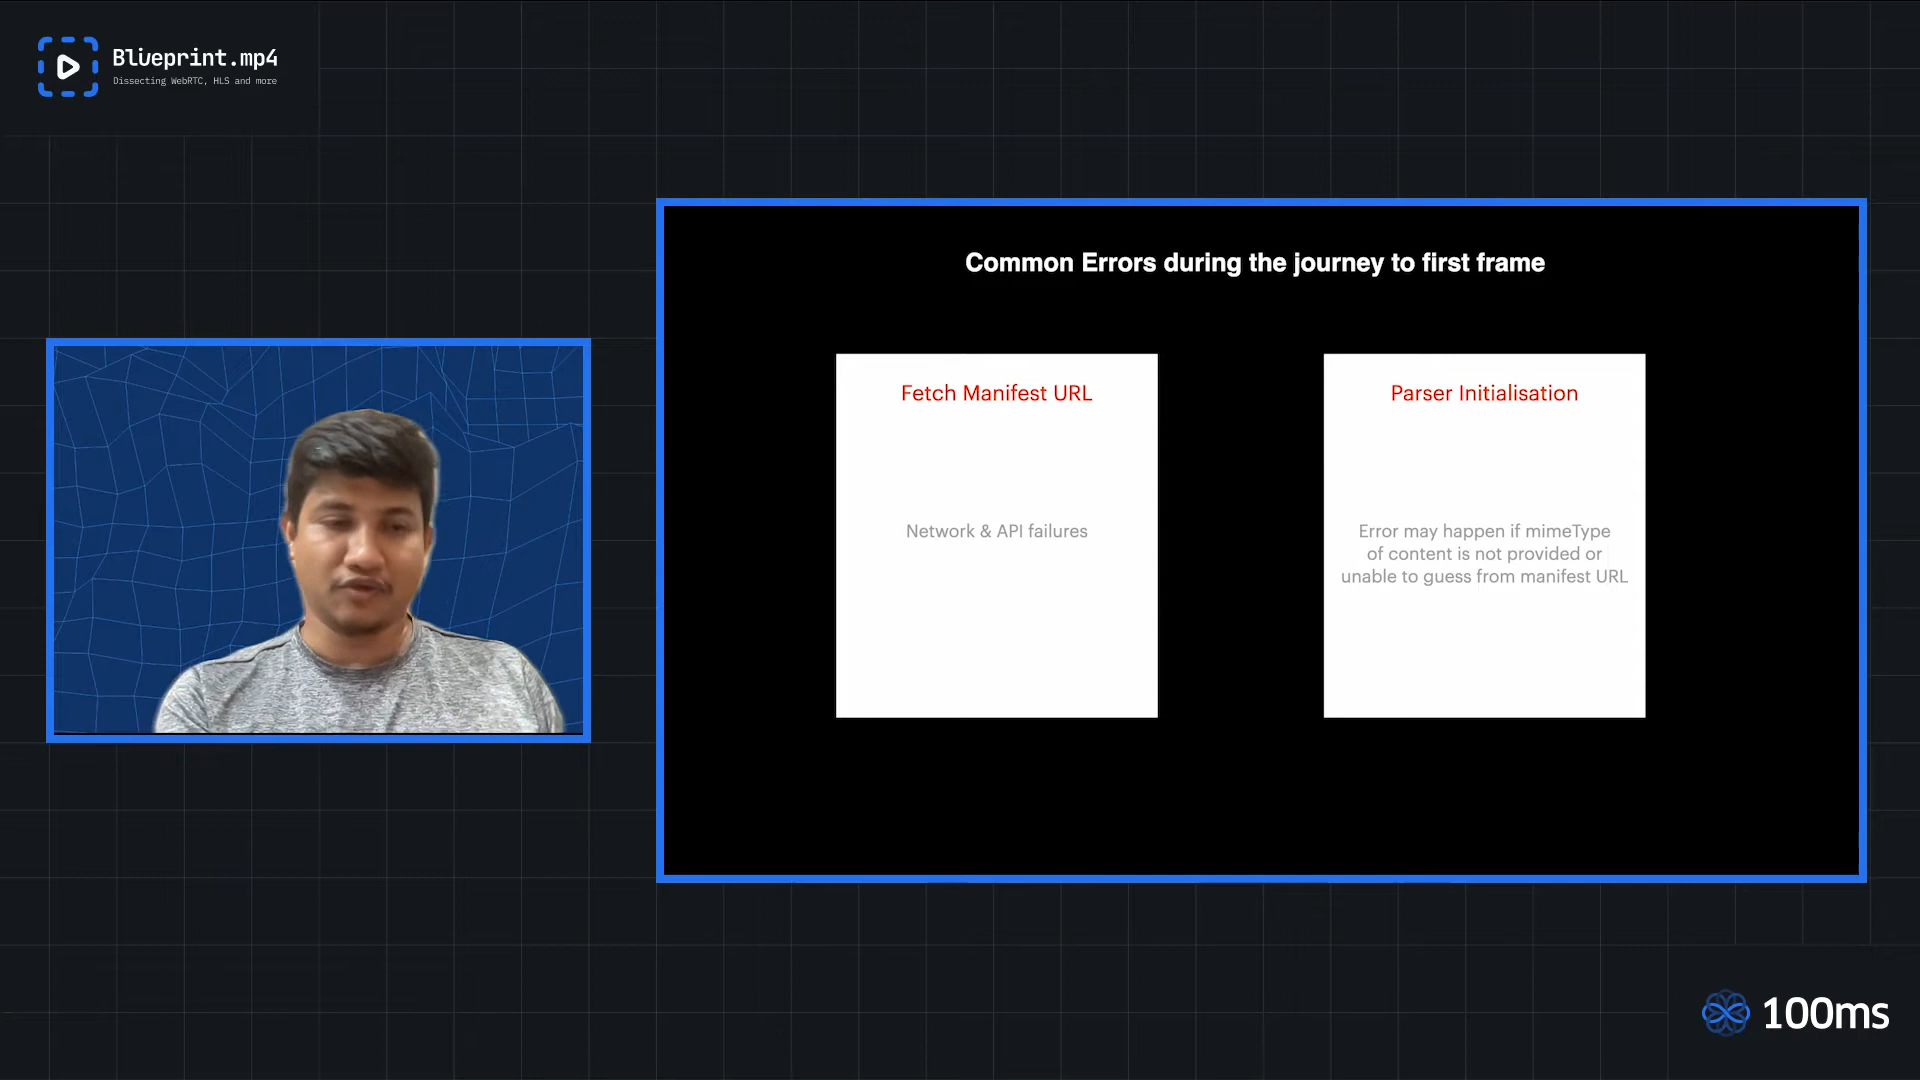 Blueprint.mp4
Dissecting WebRTC, HLS and more
Common Errors during the journey to first frame
Fetch Manifest URL
Network & API failures
Parser Initialisation
Error may happen if mimeType
of content is not provided or
unable to guess from manifest URL
100ms